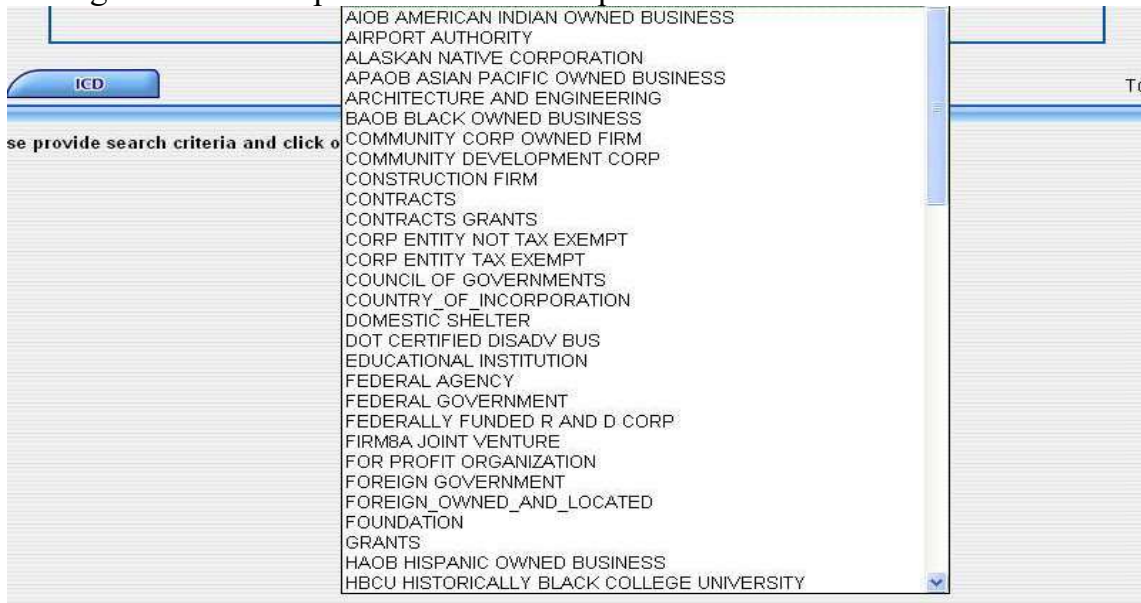 AIOB AMERICAN INDIAN OWNED BUSINESS
AIRPORT AUTHORITY
ALASKAN NATIVE CORPORATION
APAOB ASIAN PACIFIC OWNED BUSINESS
ARCHITECTURE AND ENGINEERING
BAOB BLACK OWNED BUSINESS
COMMUNITY CORP OWNED FIRM
COMMUNITY DEVELOPMENT CORP
CONSTRUCTION FIRM
CONTRACTS
CONTRACTS GRANTS
CORP ENTITY NOT TAX EXEMPT
CORP ENTITY TAX EXEMPT
COUNCIL OF GOVERNMENTS
COUNTRY_OF_INCORPORATION
DOMESTIC SHELTER
DOT CERTIFIED DISADV BUS
EDUCATIONAL INSTITUTION
FEDERAL AGENCY
FEDERAL GOVERNMENT
FEDERALLY FUNDED R AND D CORP
FIRM8A JOINT VENTURE
FOR PROFIT ORGANIZATION
FOREIGN GOVERNMENT
FOREIGN_OWNED_AND_LOCATED
FOUNDATION
GRANTS
HAOB HISPANIC OWNED BUSINESS
HBCU HISTORICALLY BLACK COLLEGE UNIVERSITY
ICD
To
se provide search criteria and click o